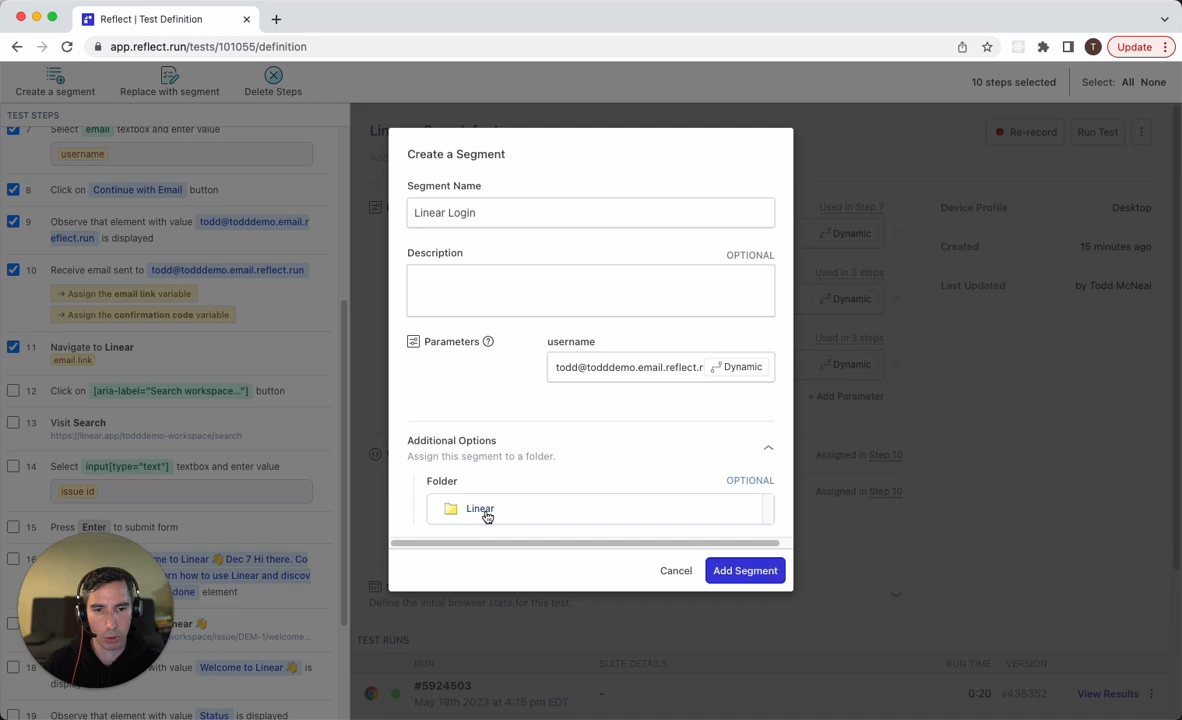 Reflect | Test Definition
app.reflect.run/tests/101055/definition
T
Update
Create a segment
Replace with segment
Delete Steps
10 steps selected
Select: All None
TEST STEPS
7 Select email textbox and enter value
username
8 Click on Continue with Email button
9 Observe that element with value todd@todddemo.email.r
eflect.run is displayed
10 Receive email sent to todd@todddemo.email.reflect.run
→ Assign the email link variable
→ Assign the confirmation code variable
11 Navigate to Linear
email link
12 Click on [aria-label="Search workspace..."] button
13 Visit Search
https://linear.app/todddemo-workspace/search
14 Select input[type="text"] textbox and enter value
issue id
15 Press Enter to submit form
16
me to Linear 👋 Dec 7 Hi there. Co
rn how to use Linear and discov
done element
near 👋
workspace/issue/DEM-1/welcome...
18
with value Welcome to Linear 👋 is
19 Observe that element with value Status is displayed
Create a Segment
Segment Name
Linear Login
Description
OPTIONAL
Parameters
username
todd@todddemo.email.reflect.r
Dynamic
Additional Options
Assign this segment to a folder.
Folder
OPTIONAL
Linear
Cancel
Add Segment
Re-record
Run Test
Used in Step 7
Dynamic
Used in 3 steps
Dynamic
Used in 3 steps
Dynamic
+ Add Parameter
Assigned in Step 10
Assigned in Step 10
Device Profile Desktop
Created 15 minutes ago
Last Updated by Todd McNeal
Define the initial browser state for this test.
TEST RUNS
RUN SUITE DETAILS RUN TIME VERSION
#5924503 - 0:20 v438352 View Results
May 19th 2023 at 4:15 pm EDT